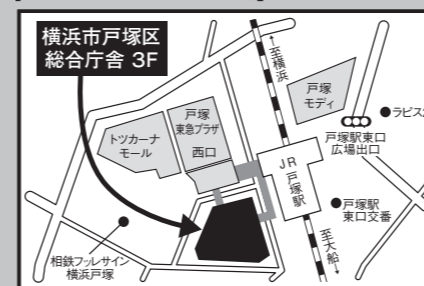 横浜市戸塚区
総合庁舎 3F
←至横浜
戸塚
モディ
●ラピス
戸塚
東急プラザ
西口
トツカーナ
モール
戸塚駅東口
広場出口
JR
戸塚駅
●戸塚駅
東口交番
相鉄フレサイン
横浜戸塚
至大船→